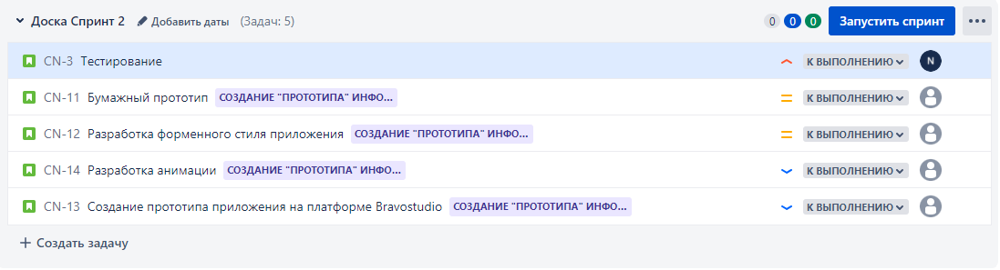 Доска Спринт 2 Добавить даты (Задач: 5) 0 0 0 Запустить спринт
CN-3 Тестирование К ВЫПОЛНЕНИЮ N
CN-11 Бумажный прототип СОЗДАНИЕ "ПРОТОТИПА" ИНФО... К ВЫПОЛНЕНИЮ
CN-12 Разработка форменного стиля приложения СОЗДАНИЕ "ПРОТОТИПА" ИНФО... К ВЫПОЛНЕНИЮ
CN-14 Разработка анимации СОЗДАНИЕ "ПРОТОТИПА" ИНФО... К ВЫПОЛНЕНИЮ
CN-13 Создание прототипа приложения на платформе Bravostudio СОЗДАНИЕ "ПРОТОТИПА" ИНФО... К ВЫПОЛНЕНИЮ
+ Создать задачу